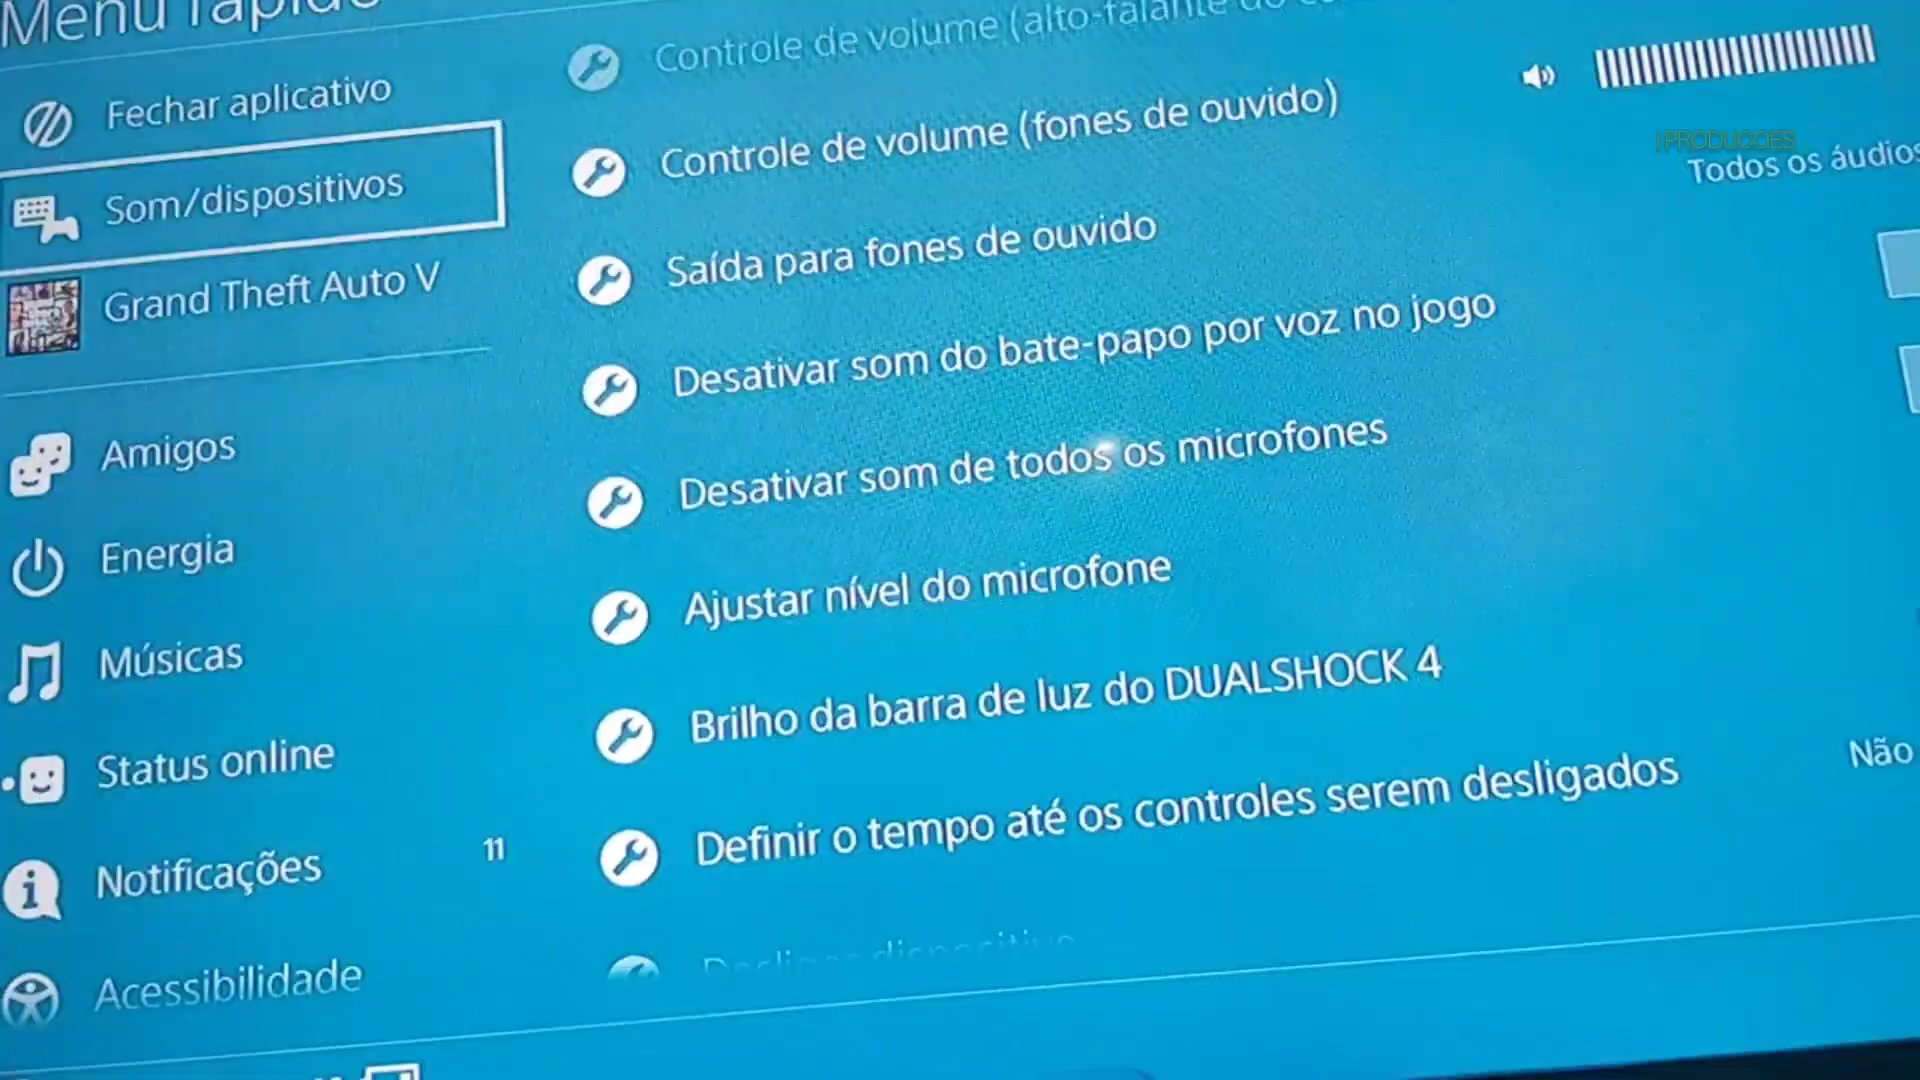 Menu rápido
Fechar aplicativo
Som/dispositivos
Grand Theft Auto V
Amigos
Energia
Músicas
Status online
Notificações
11
Acessibilidade
Controle de volume (alto-falante do
Controle de volume (fones de ouvido)
Saída para fones de ouvido
Todos os áudios
Desativar som do bate-papo por voz no jogo
Desativar som de todos os microfones
Ajustar nível do microfone
Brilho da barra de luz do DUALSHOCK 4
Definir o tempo até os controles serem desligados
Não
Desligar dispositivo